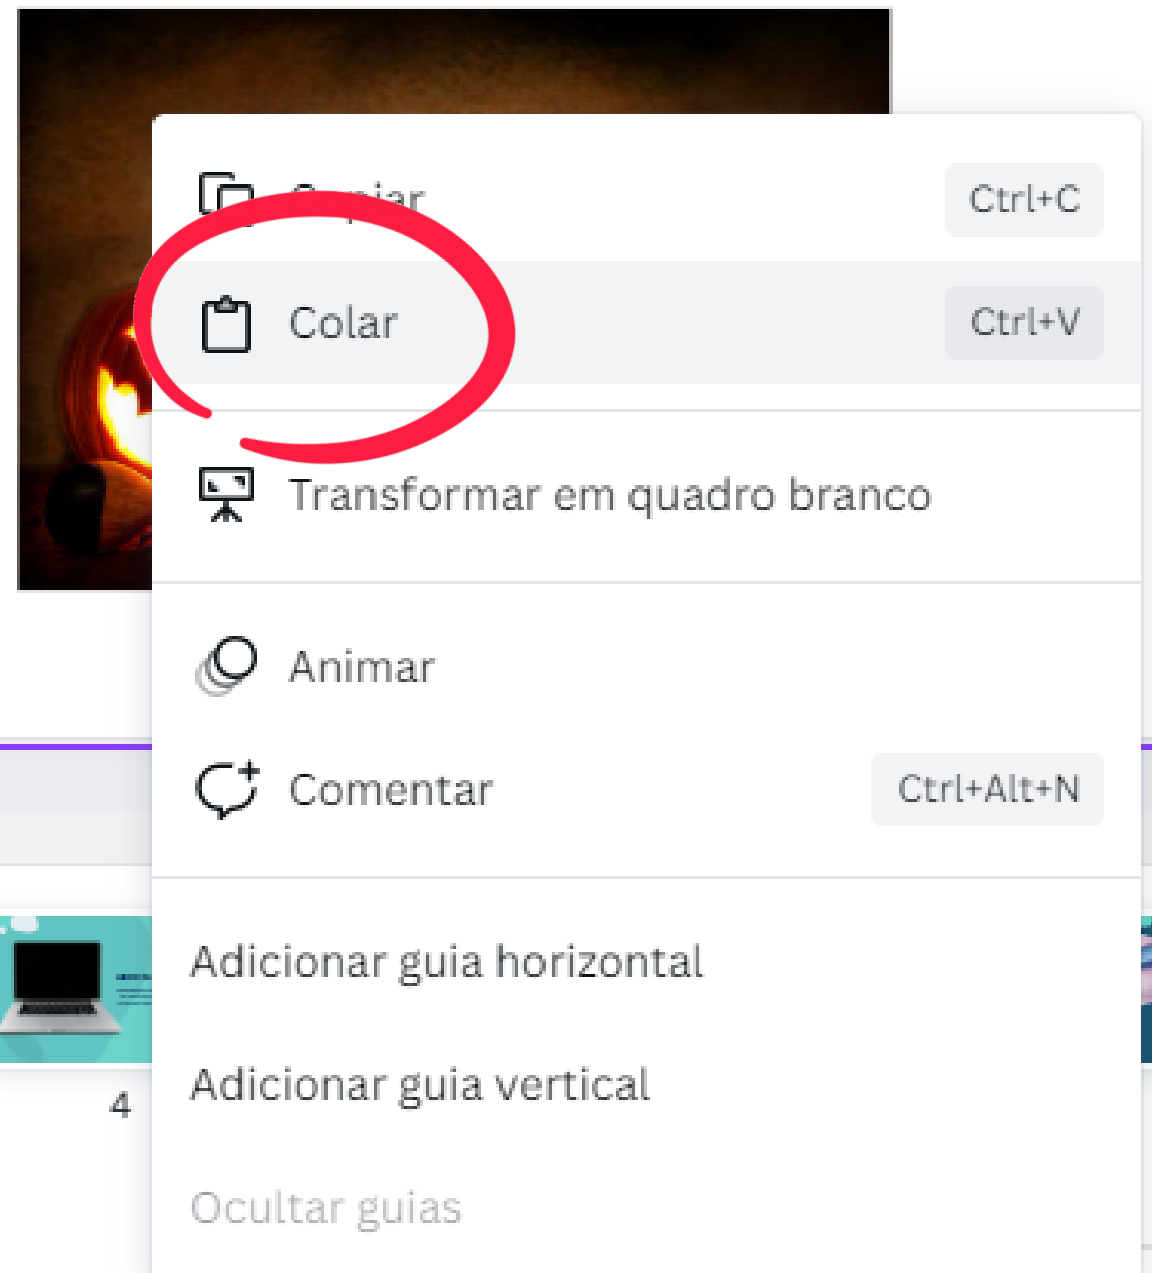 Copiar Ctrl+C
Colar Ctrl+V
Transformar em quadro branco
Animar
Comentar Ctrl+Alt+N
Adicionar guia horizontal
4
Adicionar guia vertical
Ocultar guias